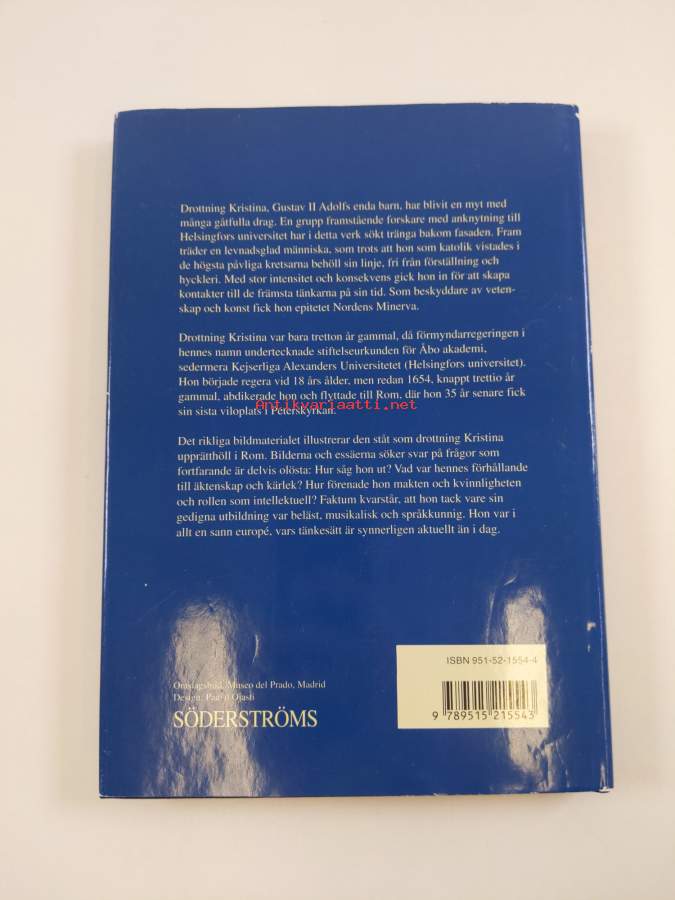 Drottning Kristina, Gustav II Adolfs enda barn, har blivit en myt med
många gåtfulla drag. En grupp framstående forskare med anknytning till
Helsingfors universitet har i detta verk sökt tränga bakom fasaden. Fram
träder en levnadsglad människa, som trots att hon som katolik vistades i
de högsta påvliga kretsarna behöll sin linje, fri från förställning och
hyckleri. Med stor intensitet och konsekvens gick hon in för att skapa
kontakter till de främsta tänkarna på sin tid. Som beskyddare av veten-
skap och konst fick hon epitetet Nordens Minerva.
Drottning Kristina var bara tretton år gammal, då förmyndarregeringen i
hennes namn undertecknade stiftelseurkunden för Åbo akademi,
sedermera Kejserliga Alexanders Universitetet (Helsingfors universitet).
Hon började regera vid 18 års ålder, men redan 1654, knappt trettio år
gammal, abdikerade hon och flyttade till Rom, där hon 35 år senare fick
sin sista viloplats i Peterskyrkan.
Antikvariaatti.net
Det rikliga bildmaterialet illustrerar den ståt som drottning Kristina
upprätthöll i Rom. Bilderna och essäerna söker svar på frågor som
fortfarande är delvis olösta: Hur såg hon ut? Vad var hennes förhållande
till äktenskap och kärlek? Hur förenade hon makten och kvinnligheten
och rollen som intellektuell? Faktum kvarstår, att hon tack vare sin
gedigna utbildning var beläst, musikalisk och språkkunnig. Hon var i
allt en sann europé, vars tänkesätt är synnerligen aktuellt än i dag.
ISBN 951-52-1554-4
9 789515 215543
Omslagsbild, Museo del Prado, Madrid
Design: Paavo Ojasti
SÖDERSTRÖMS